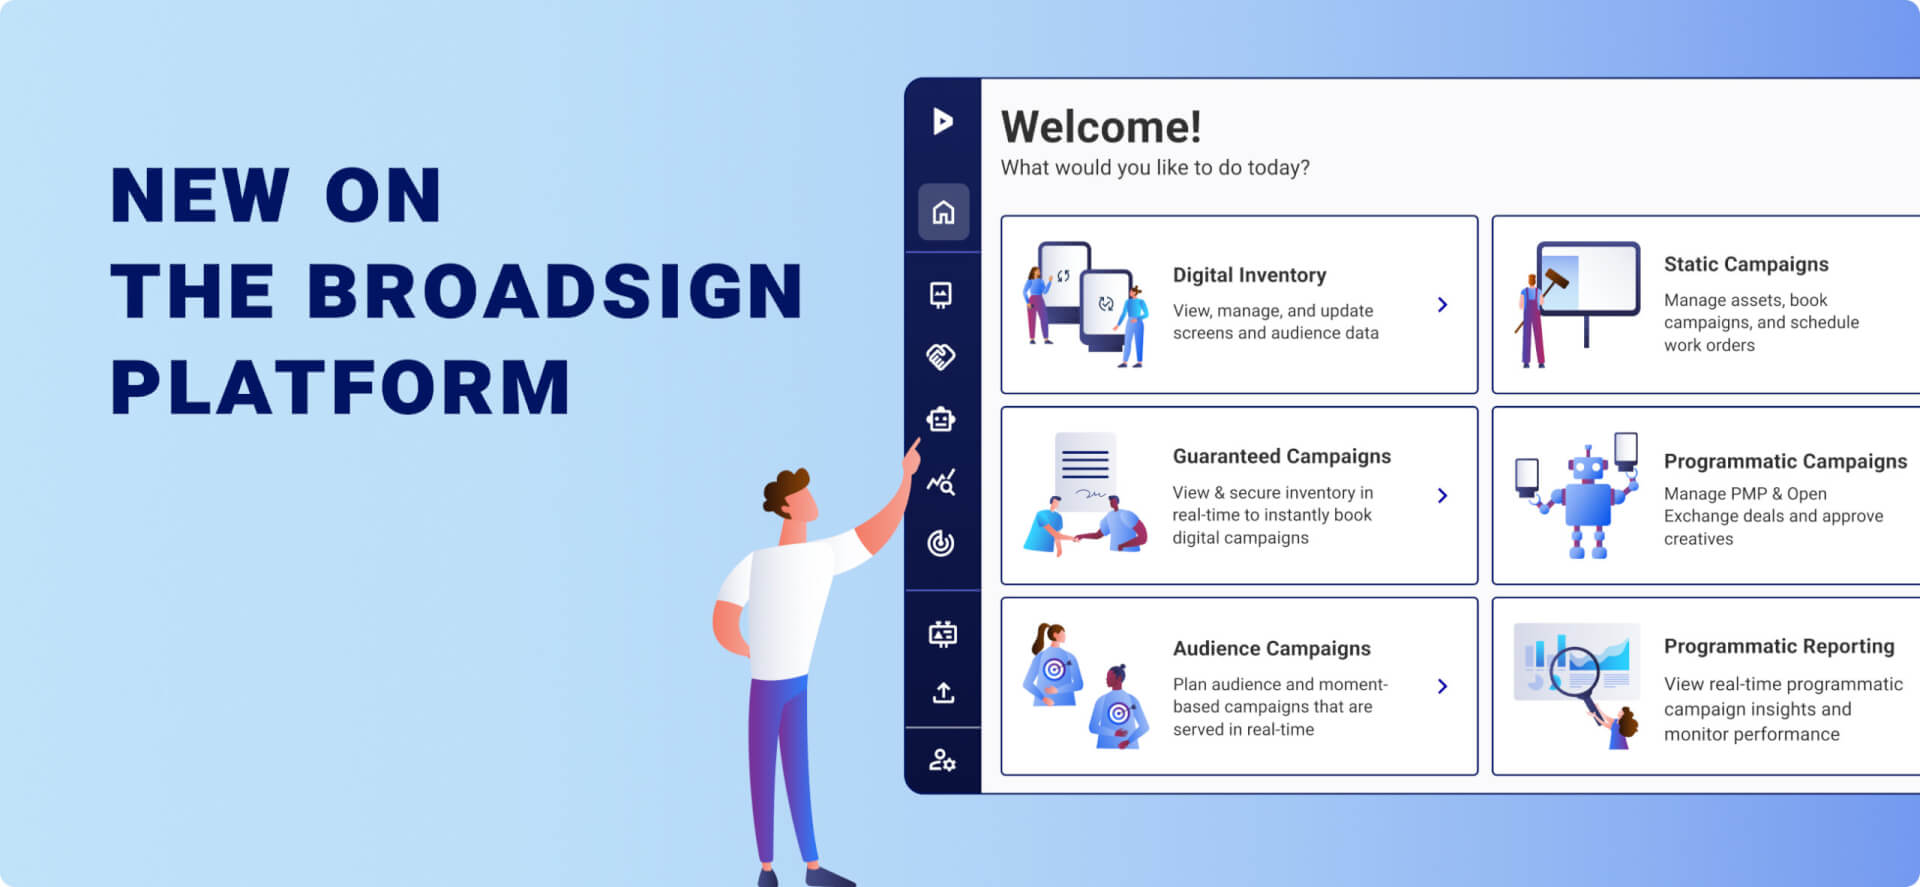 NEW ON
THE BROADSIGN
PLATFORM
Welcome!
What would you like to do today?
Digital Inventory
View, manage, and update
screens and audience data
Static Campaigns
Manage assets, book
campaigns, and schedule
work orders
Guaranteed Campaigns
View & secure inventory in
real-time to instantly book
digital campaigns
Programmatic Campaigns
Manage PMP & Open
Exchange deals and approve
creatives
Audience Campaigns
Plan audience and moment-
based campaigns that are
served in real-time
Programmatic Reporting
View real-time programmatic
campaign insights and
monitor performance